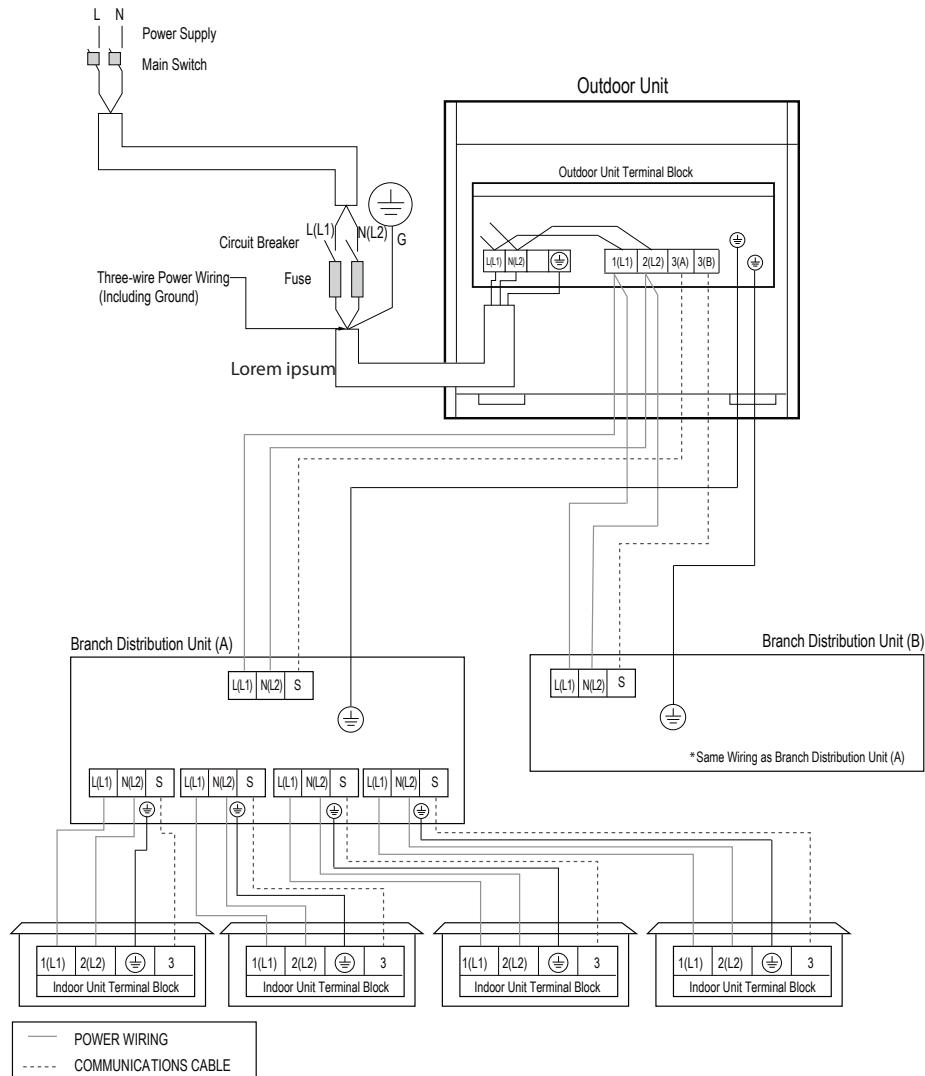 L N
Power Supply
Main Switch
Outdoor Unit
Outdoor Unit Terminal Block
L(L1) N(L2) G
Circuit Breaker
Fuse
Three-wire Power Wiring
(Including Ground)
Lorem ipsum
L(L1) N(L2)
1(L1) 2(L2) 3(A) 3(B)
Branch Distribution Unit (A)
L(L1) N(L2) S
L(L1) N(L2) S L(L1) N(L2) S L(L1) N(L2) S L(L1) N(L2) S
Branch Distribution Unit (B)
L(L1) N(L2) S
*Same Wiring as Branch Distribution Unit (A)
1(L1) 2(L2) 3
Indoor Unit Terminal Block
1(L1) 2(L2) 3
Indoor Unit Terminal Block
1(L1) 2(L2) 3
Indoor Unit Terminal Block
1(L1) 2(L2) 3
Indoor Unit Terminal Block
POWER WIRING
COMMUNICATIONS CABLE